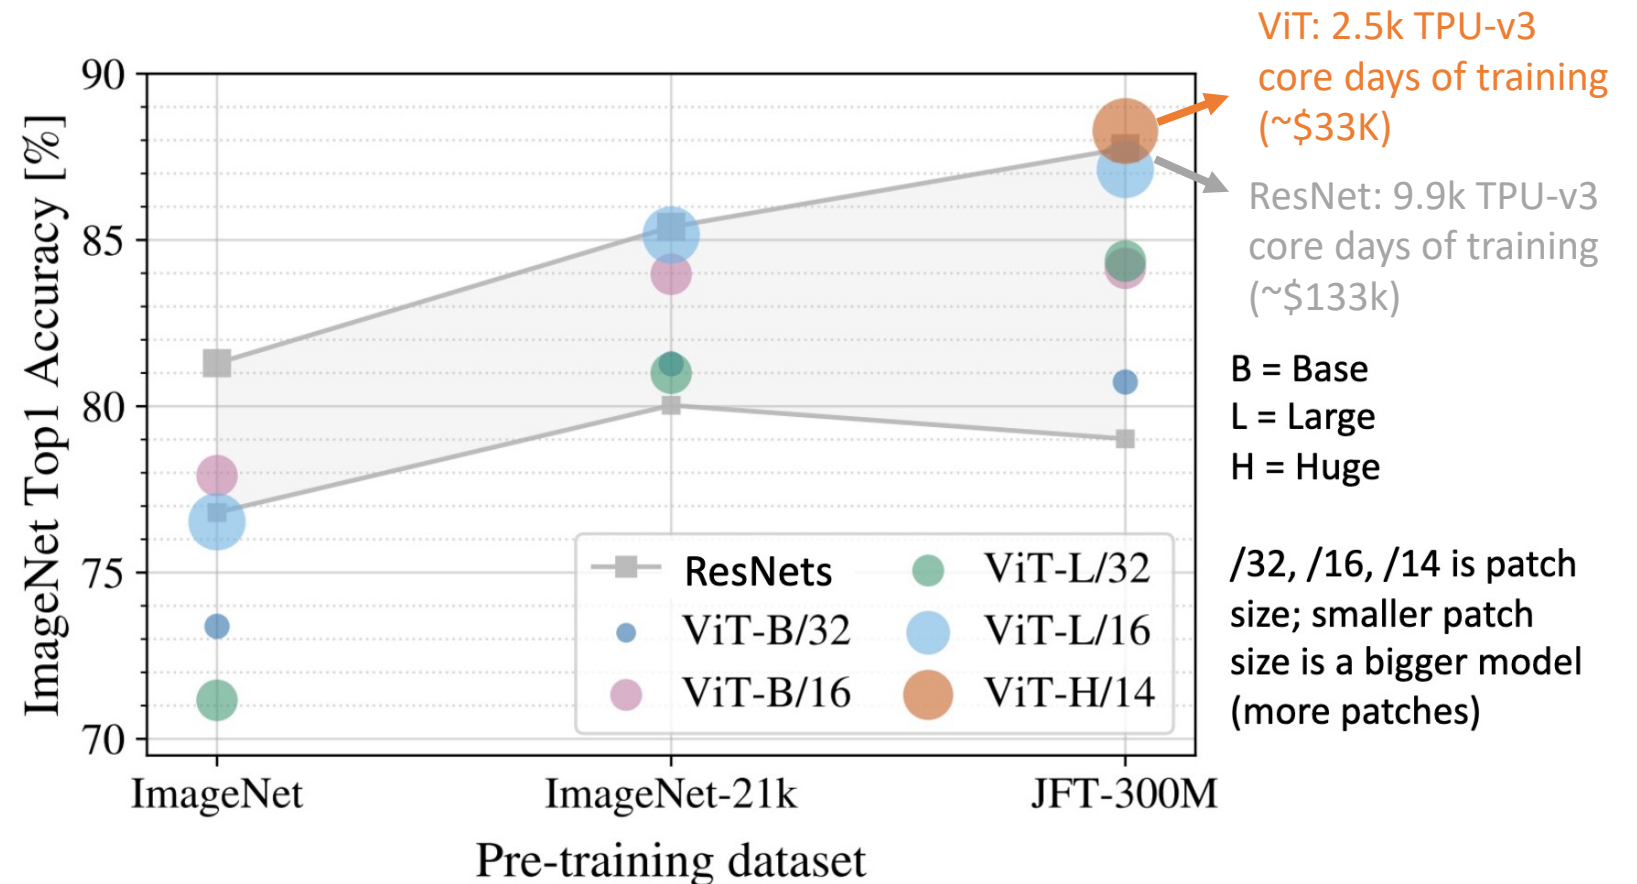 ImageNet Top1 Accuracy [%]
90
85
80
75
70
ImageNet
ImageNet-21k
JFT-300M
Pre-training dataset
ResNets
ViT-B/32
ViT-B/16
ViT-L/32
ViT-L/16
ViT-H/14
ViT: 2.5k TPU-v3
core days of training
(~$33K)
ResNet: 9.9k TPU-v3
core days of training
(~$133k)
B = Base
L = Large
H = Huge
/32, /16, /14 is patch
size; smaller patch
size is a bigger model
(more patches)